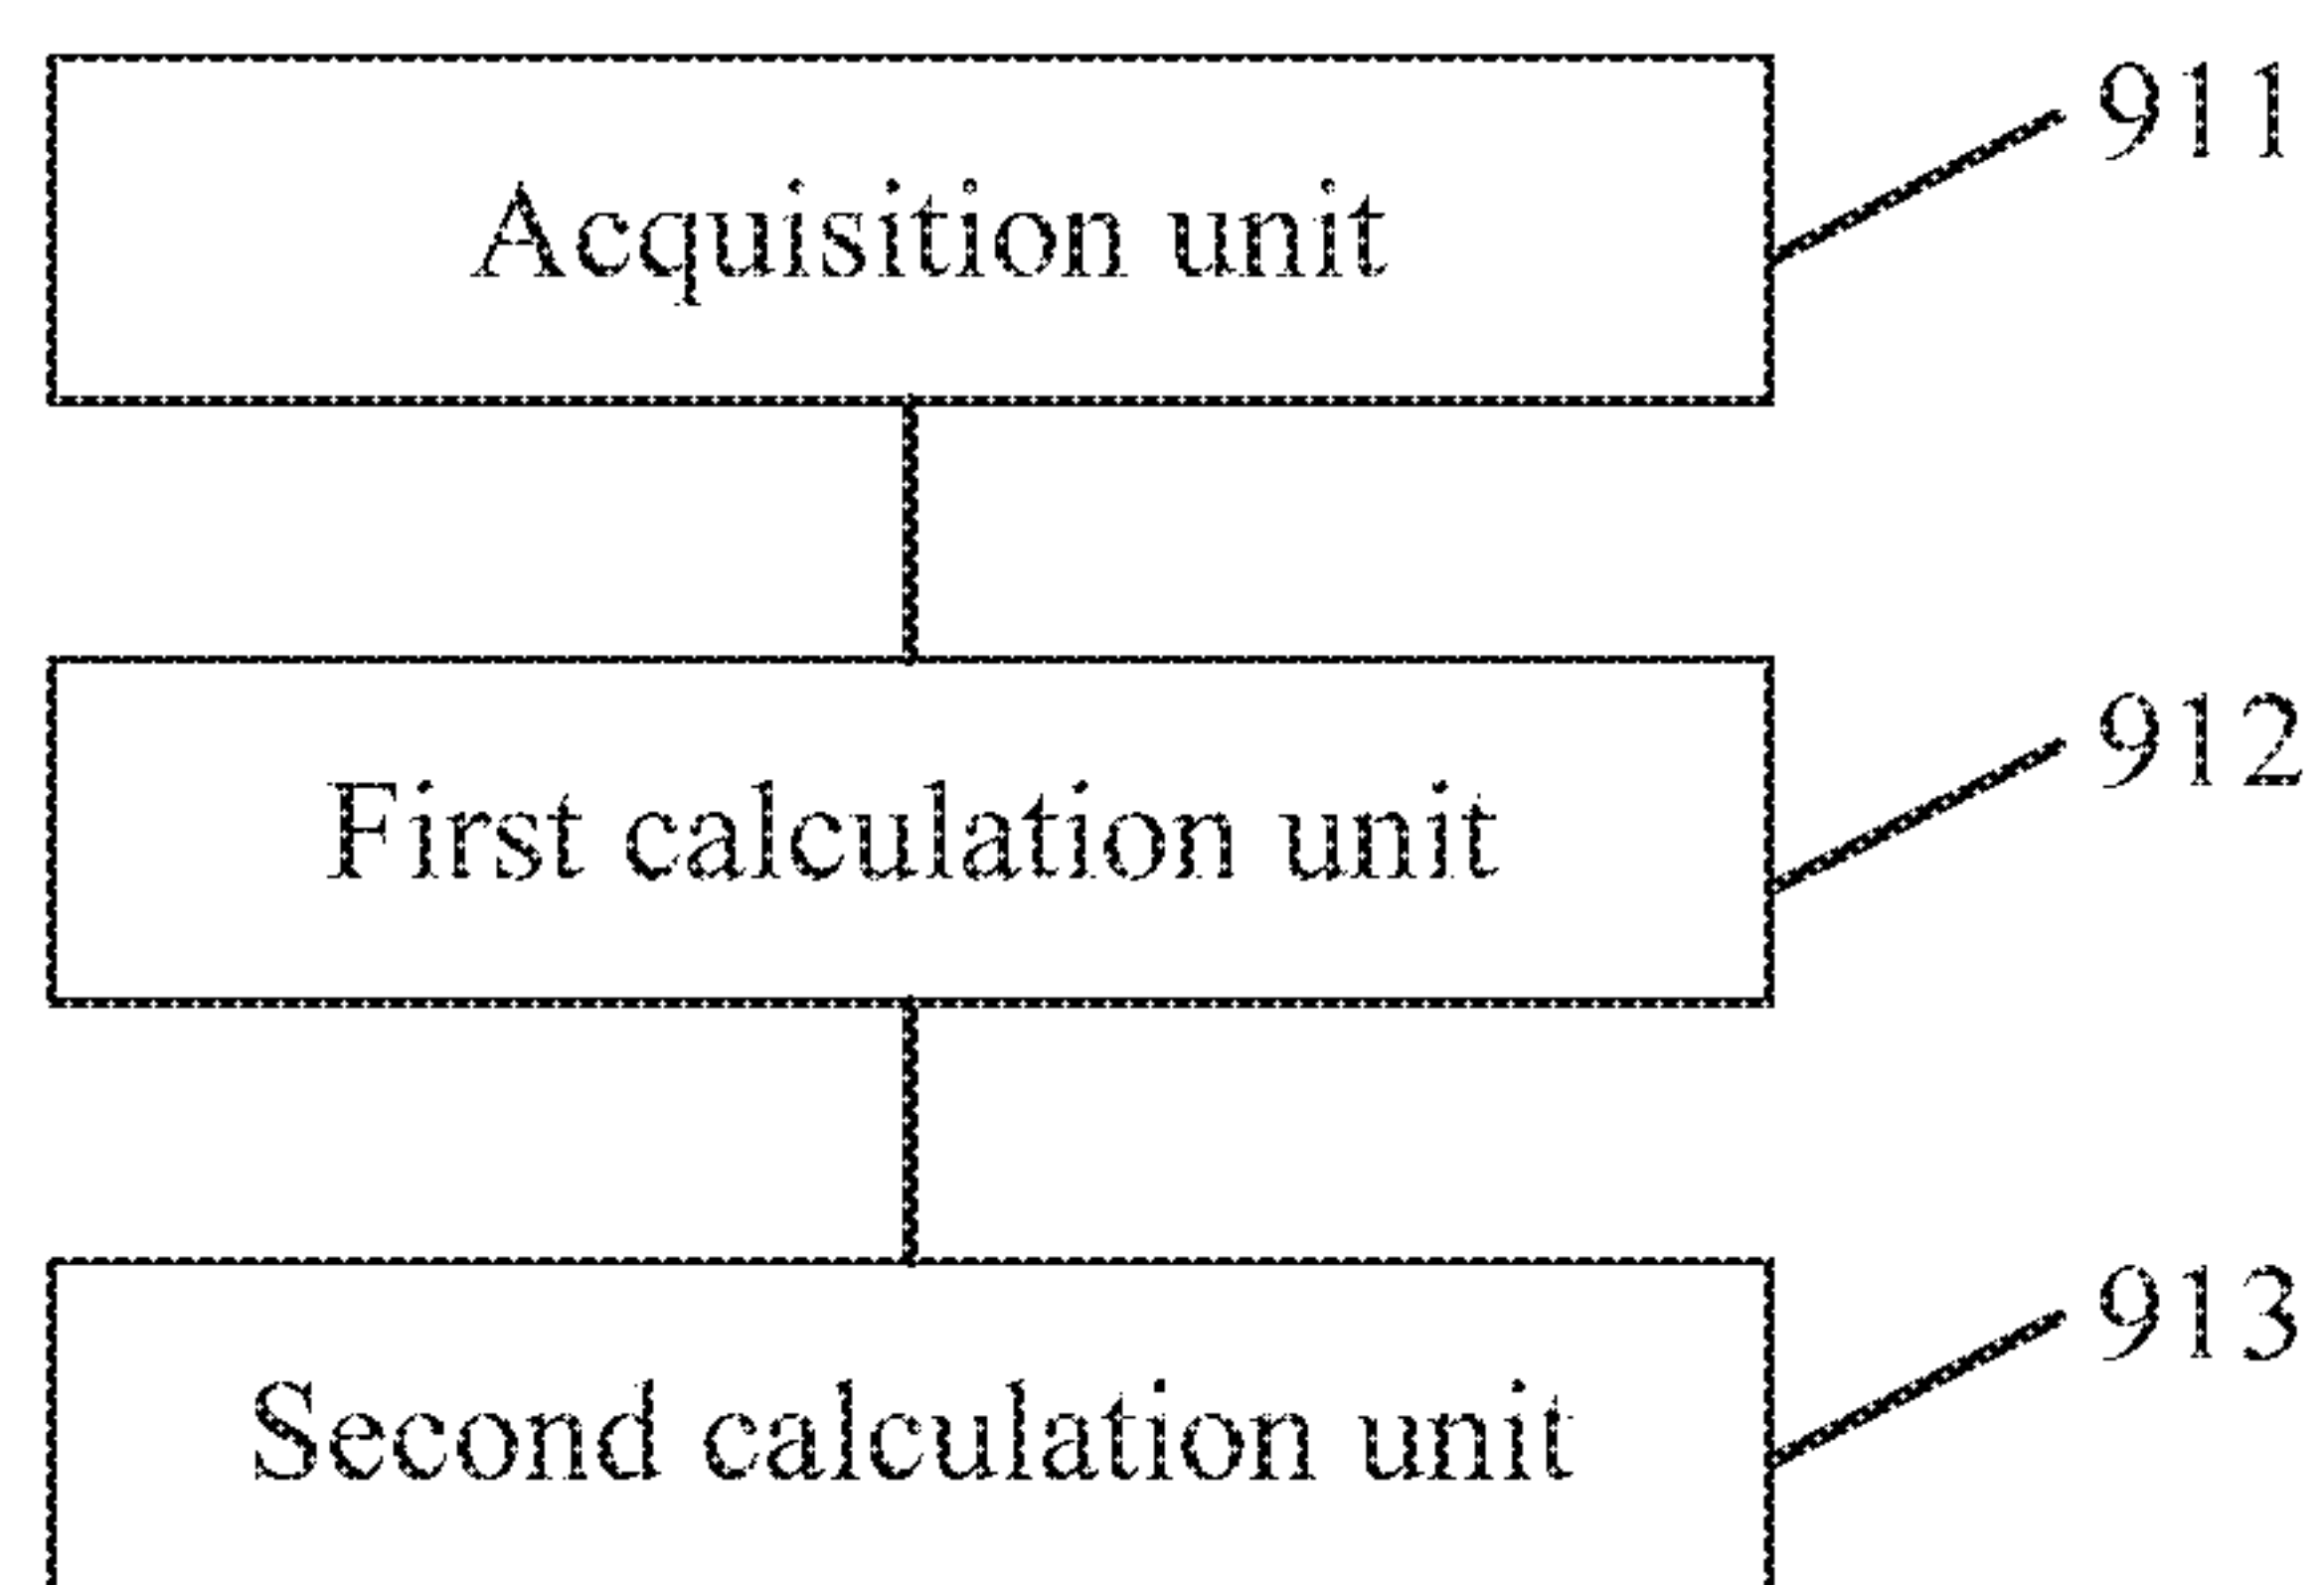 911
Acquisition unit
912
First calculation unit
913
Second calculation unit